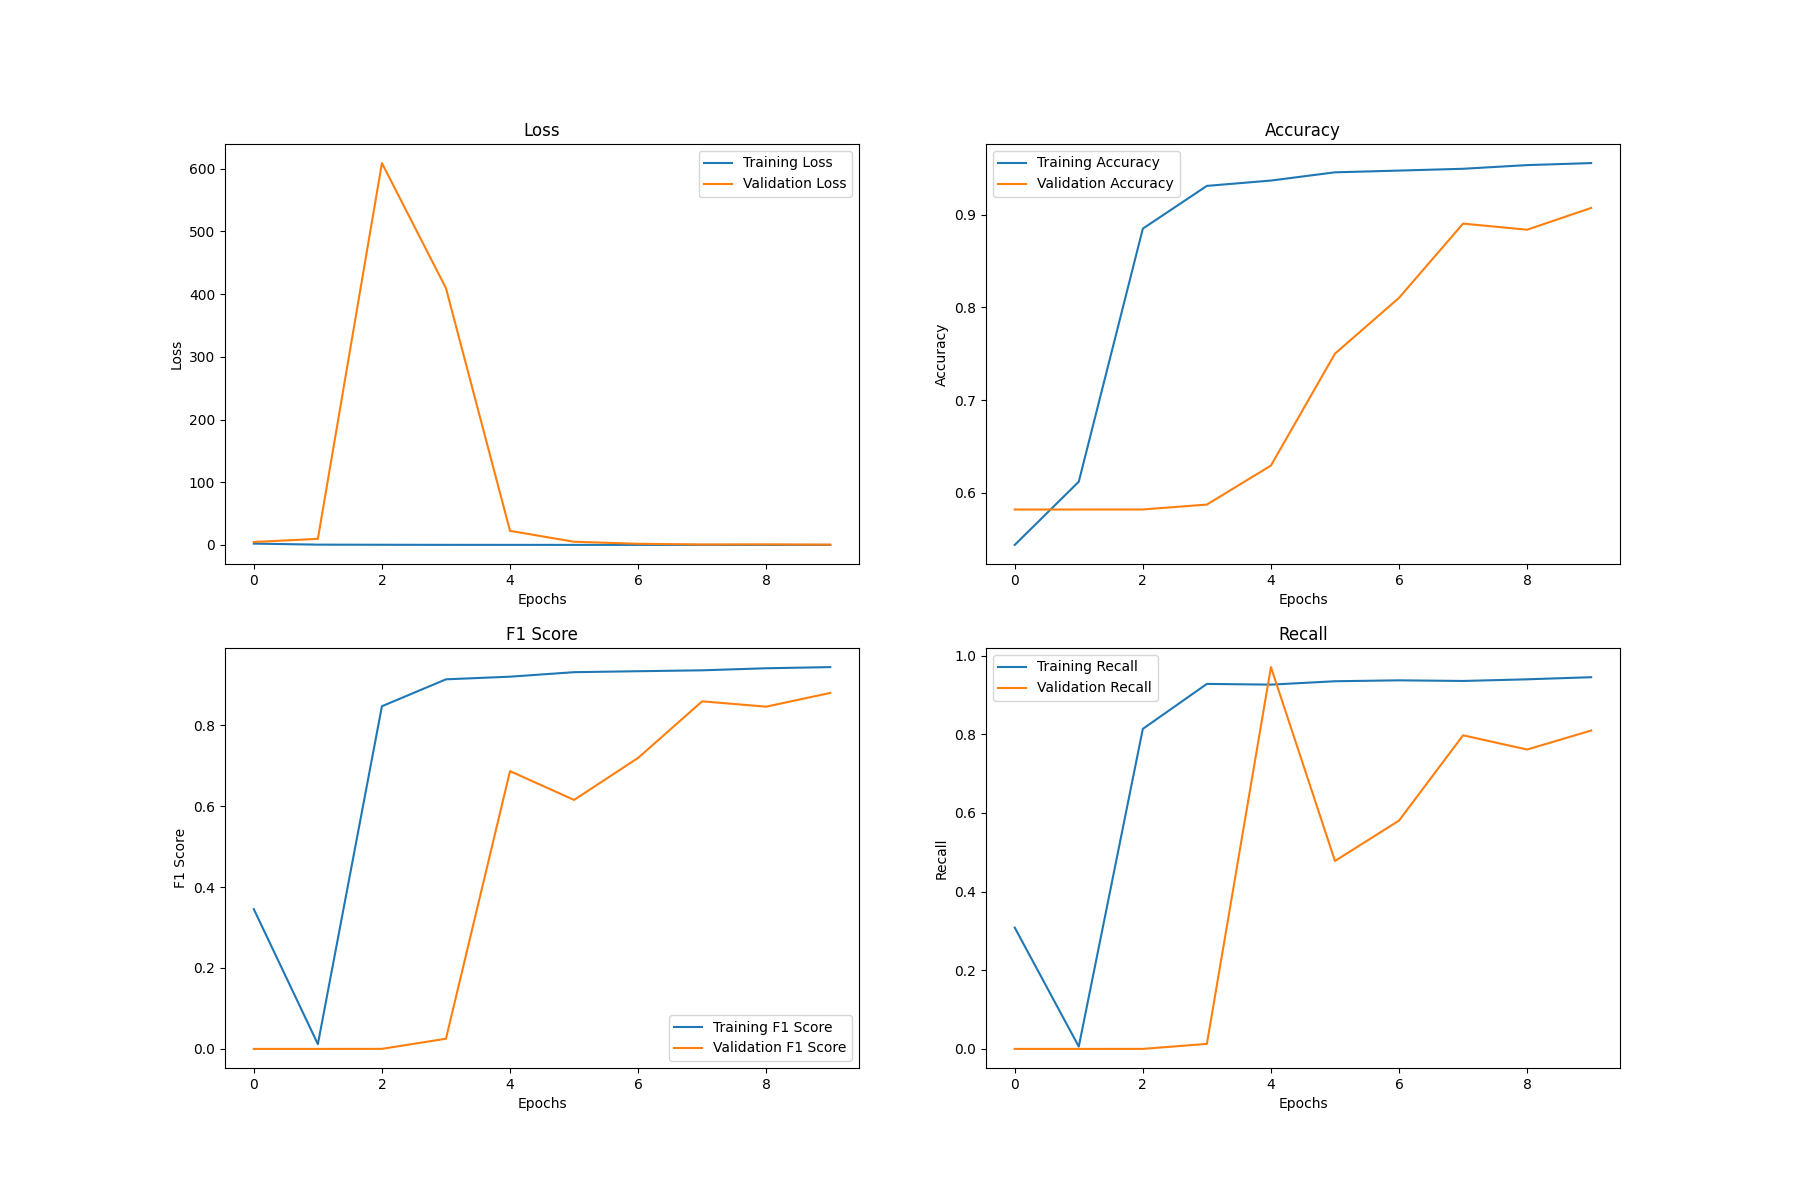 Loss
Training Loss
Validation Loss
600
500
400
300
200
100
0
Loss
0 2 4 6 8
Epochs
Accuracy
Training Accuracy
Validation Accuracy
0.9
0.8
0.7
0.6
Accuracy
0 2 4 6 8
Epochs
F1 Score
0.8
0.6
0.4
0.2
0.0
F1 Score
Training F1 Score
Validation F1 Score
0 2 4 6 8
Epochs
Recall
Training Recall
Validation Recall
1.0
0.8
0.6
0.4
0.2
0.0
Recall
0 2 4 6 8
Epochs